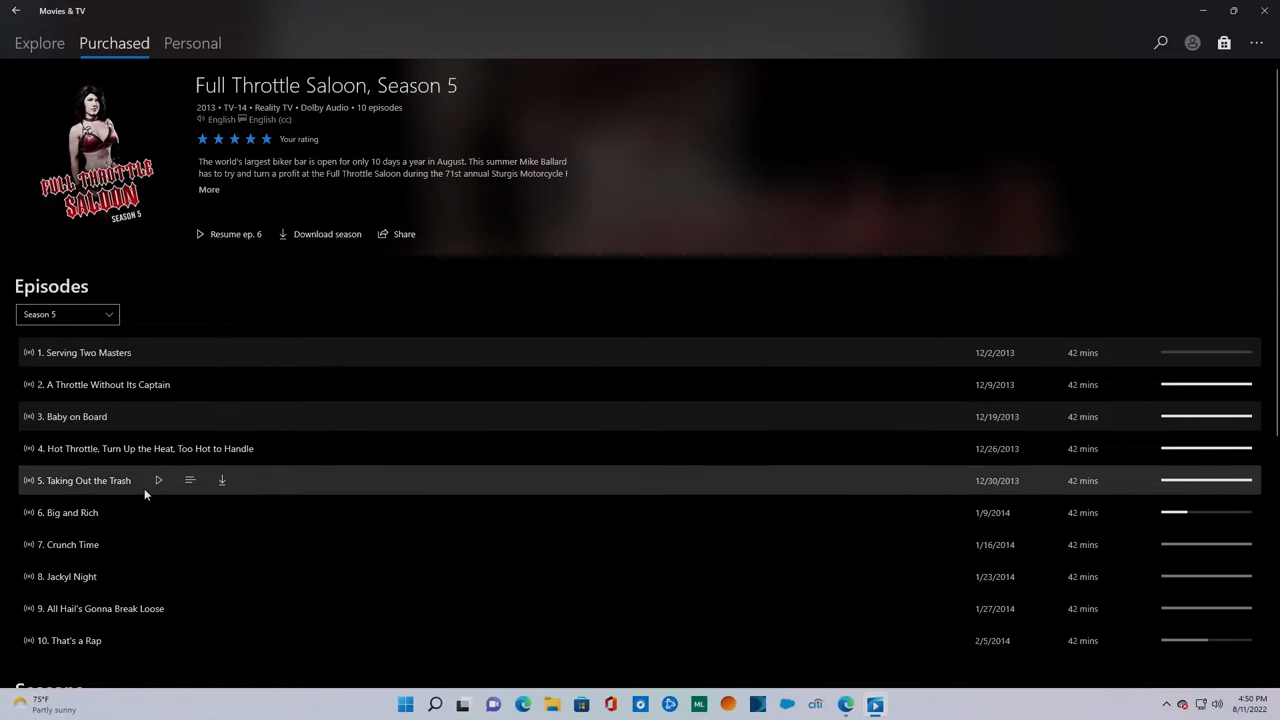 Movies & TV
Explore Purchased Personal
FULL THROTTLE
SALOON
SEASON 5
Full Throttle Saloon, Season 5
2013 • TV-14 • Reality TV • Dolby Audio • 10 episodes
English English (cc)
Your rating
The world's largest biker bar is open for only 10 days a year in August. This summer Mike Ballard
has to try and turn a profit at the Full Throttle Saloon during the 71st annual Sturgis Motorcycle
More
Resume ep. 6 Download season Share
Episodes
Season 5
1. Serving Two Masters 12/2/2013 42 mins
2. A Throttle Without Its Captain 12/9/2013 42 mins
3. Baby on Board 12/19/2013 42 mins
4. Hot Throttle, Turn Up the Heat, Too Hot to Handle 12/26/2013 42 mins
5. Taking Out the Trash 12/30/2013 42 mins
6. Big and Rich 1/9/2014 42 mins
7. Crunch Time 1/16/2014 42 mins
8. Jackyl Night 1/23/2014 42 mins
9. All Hail's Gonna Break Loose 1/27/2014 42 mins
10. That's a Rap 2/5/2014 42 mins
75°F
Partly sunny
ML
citi
4:50 PM
8/11/2022